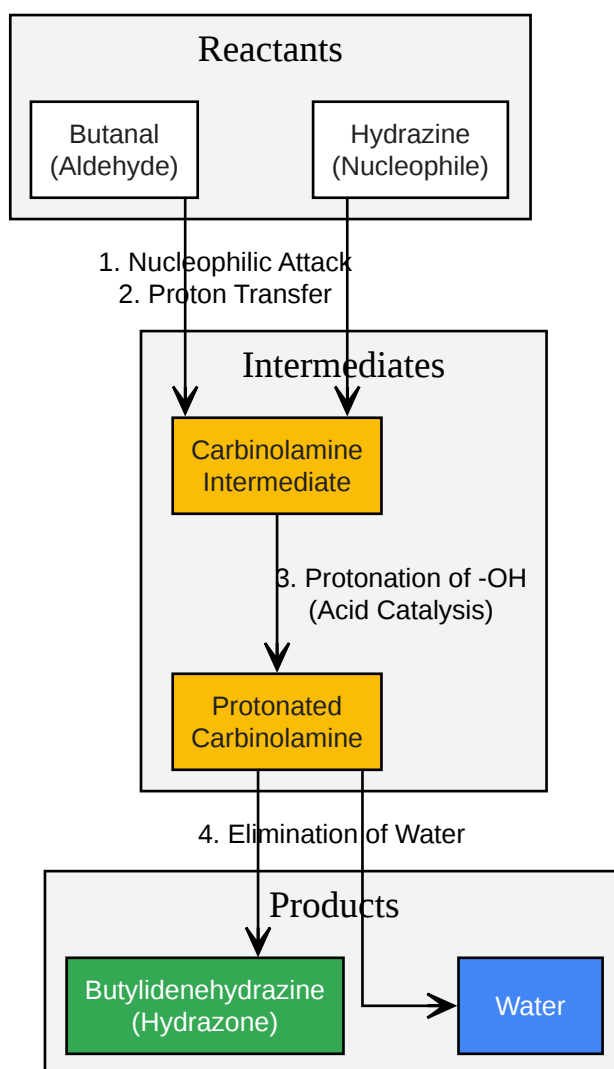 Reactants
Butanal
(Aldehyde)
Hydrazine
(Nucleophile)
1. Nucleophilic Attack
2. Proton Transfer
Intermediates
Carbinolamine
Intermediate
3. Protonation of -OH
(Acid Catalysis)
Protonated
Carbinolamine
4. Elimination of Water
Products
Butylidenehydrazine
(Hydrazone)
Water